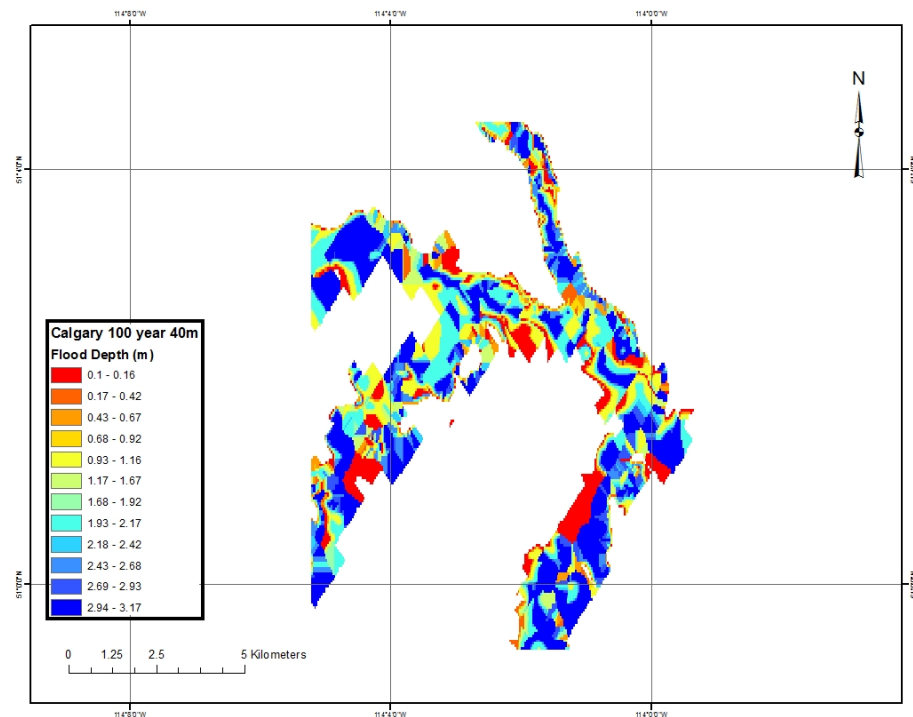 114°8'0"W 114°4'0"W 114°0'0"W
N
Calgary 100 year 40m
Flood Depth (m)
0.1 - 0.16
0.17 - 0.42
0.43 - 0.67
0.68 - 0.92
0.93 - 1.16
1.17 - 1.67
1.68 - 1.92
1.93 - 2.17
2.18 - 2.42
2.43 - 2.68
2.69 - 2.93
2.94 - 3.17
0 1.25 2.5 5 Kilometers
114°8'0"W 114°4'0"W 114°0'0"W